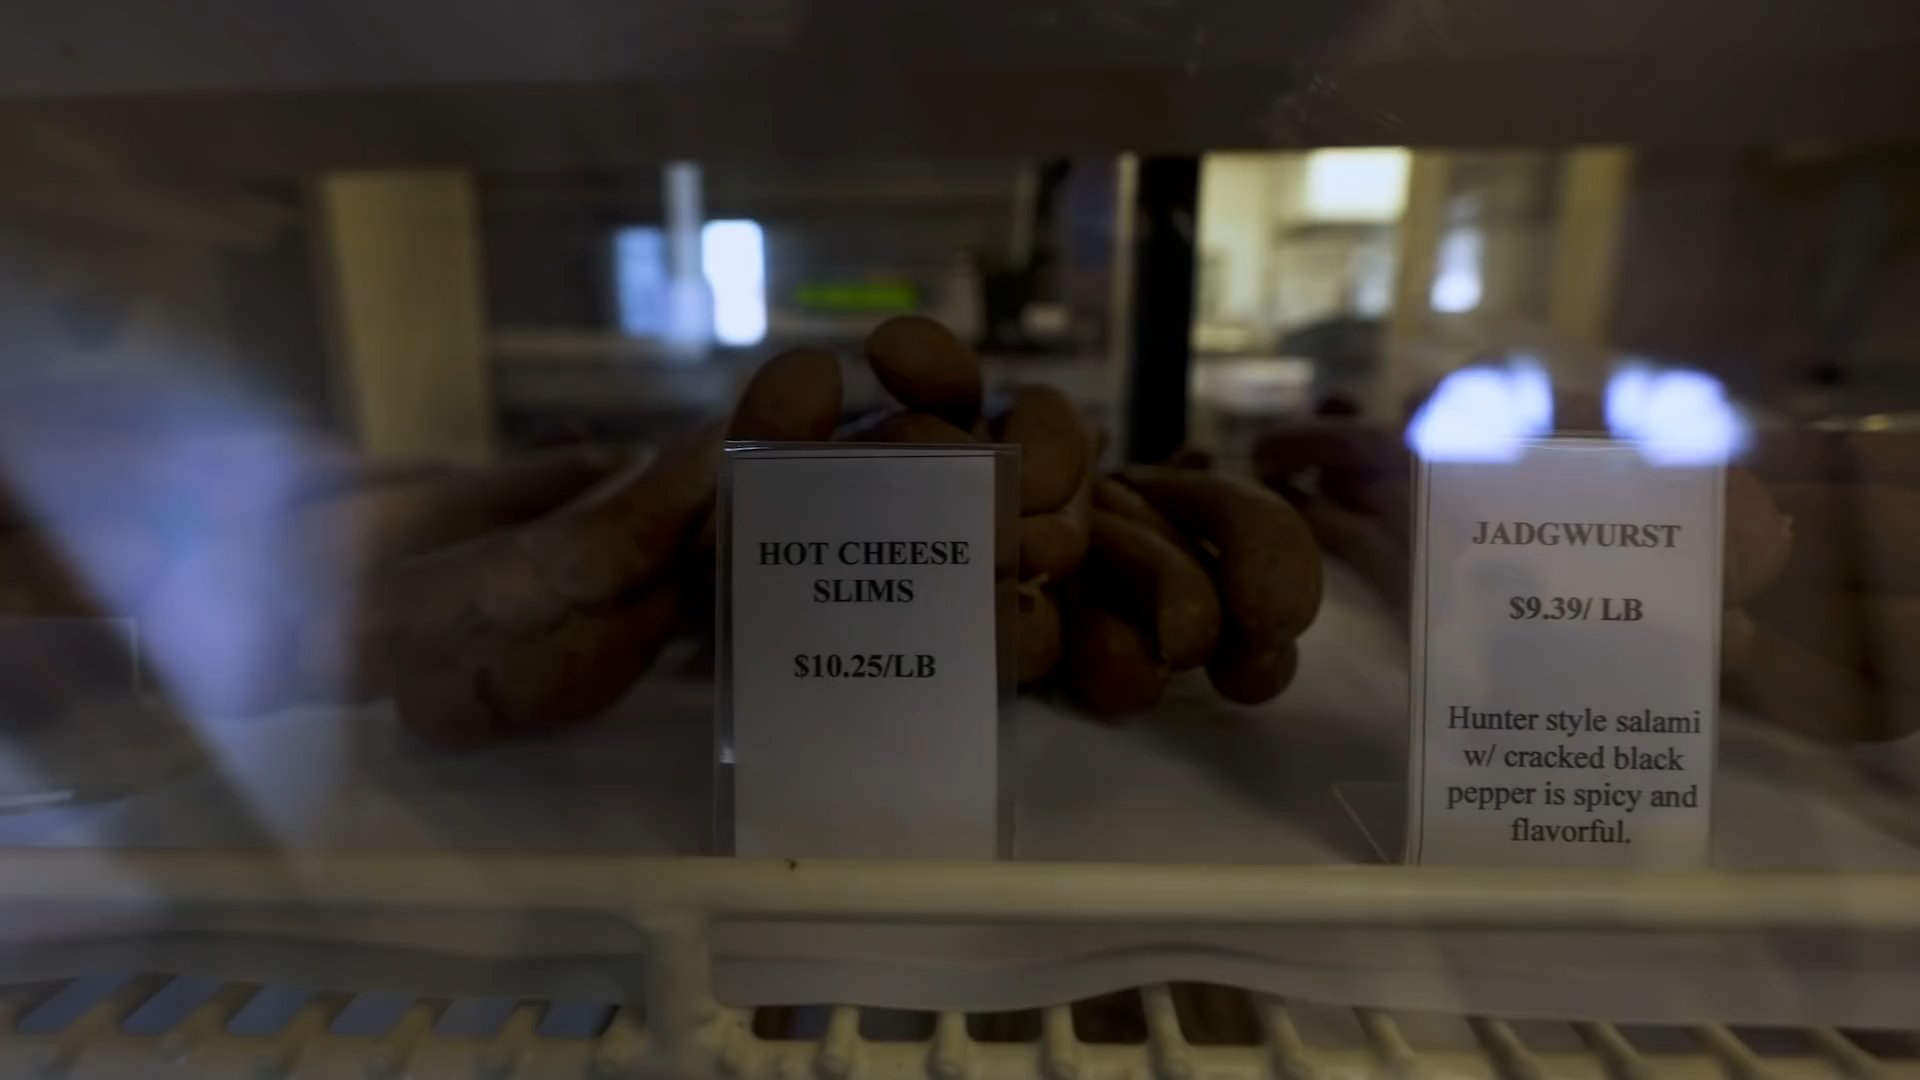 HOT CHEESE
SLIMS
$10.25/LB
JADGWURST
$9.39/ LB
Hunter style salami
w/ cracked black
pepper is spicy and
flavorful.